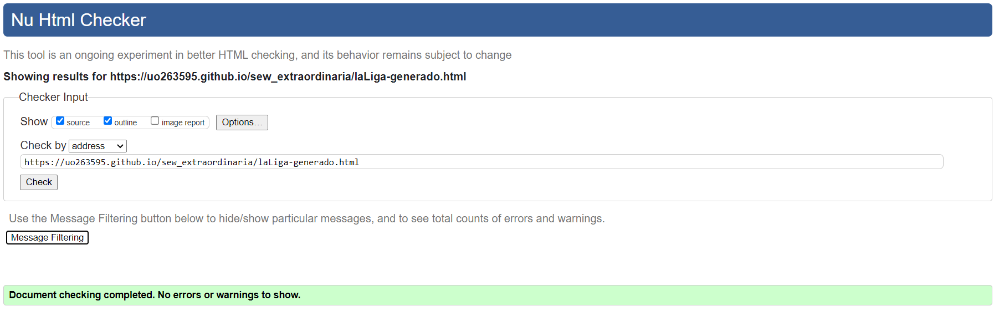 Nu Html Checker
This tool is an ongoing experiment in better HTML checking, and its behavior remains subject to change
Showing results for https://uo263595.github.io/sew_extraordinaria/laLiga-generado.html
Checker Input
Show source outline image report Options...
Check by address
https://uo263595.github.io/sew_extraordinaria/laLiga-generado.html
Check
Use the Message Filtering button below to hide/show particular messages, and to see total counts of errors and warnings.
Message Filtering
Document checking completed. No errors or warnings to show.